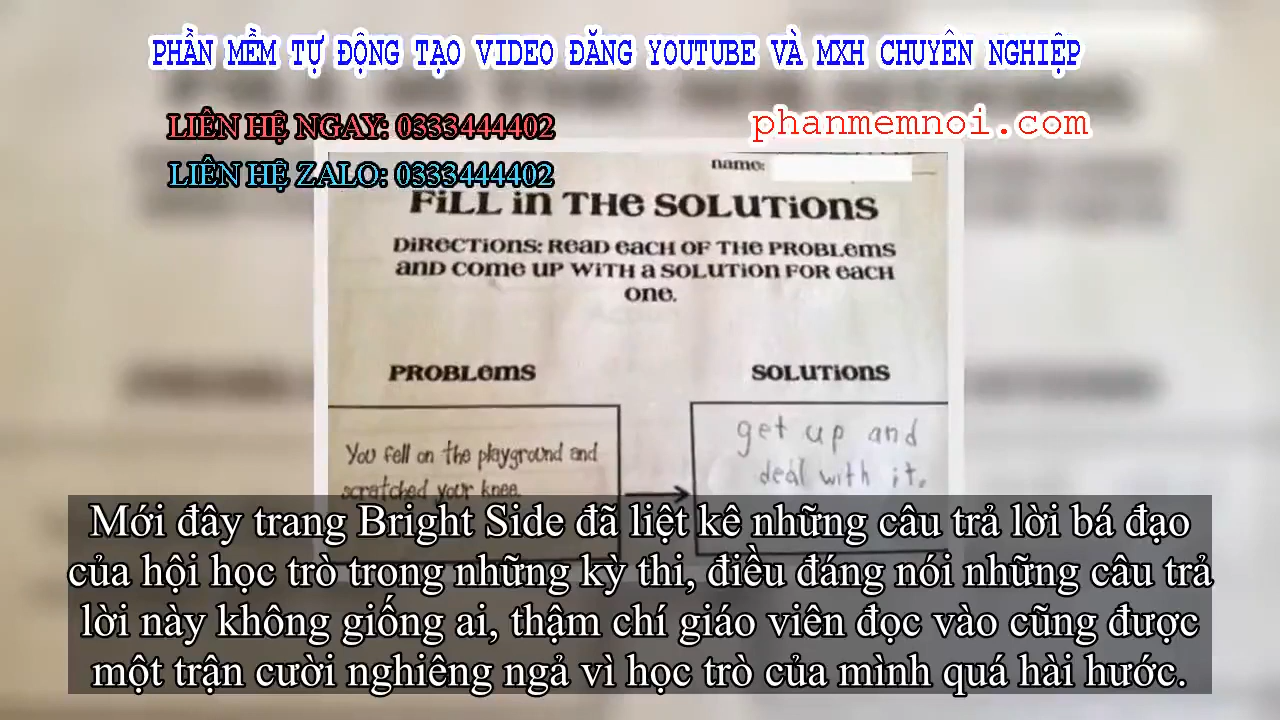 PHẦN MỀM TỰ ĐỘNG TẠO VIDEO ĐĂNG YOUTUBE VÀ MXH CHUYÊN NGHIỆP
LIÊN HỆ NGAY: 0333444402
phanmemnoi.com
LIÊN HỆ ZALO: 0333444402
name:
FiLL in THE SOLUTiONS
DiRECTiONS: READ EACH OF THE PROBLEMS
AND COME UP WiTH A SOLUTiON FOR EACH
ONE.
PROBLEMS
SOLUTIONS
You fell on the playground and
scratched your knee.
get up and
deal with it.
Mới đây trang Bright Side đã liệt kê những câu trả lời bá đạo
của hội học trò trong những kỳ thi, điều đáng nói những câu trả
lời này không giống ai, thậm chí giáo viên đọc vào cũng được
một trận cười nghiêng ngả vì học trò của mình quá hài hước.